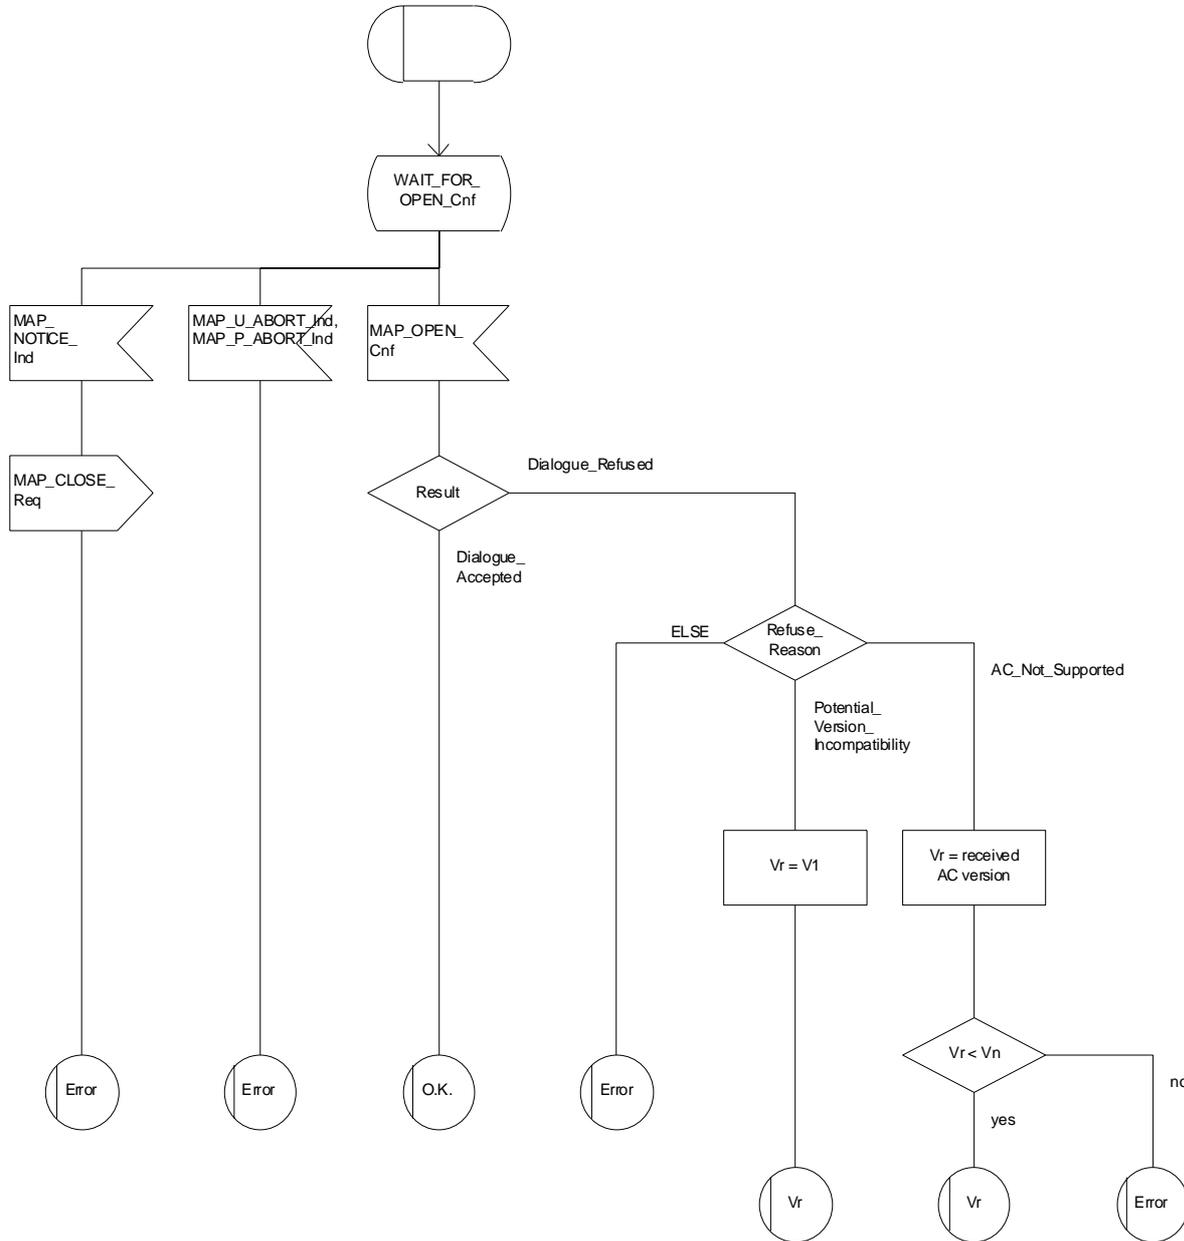 WAIT_FOR_
OPEN_Cnf
MAP_
NOTICE_
Ind
MAP_U_ABORT_Ind,
MAP_P_ABORT_Ind
MAP_OPEN_
Cnf
MAP_CLOSE_
Req
Result
Dialogue_Refused
Dialogue_
Accepted
ELSE
Refuse_
Reason
AC_Not_Supported
Potential_
Version_
Incompatibility
Vr = V1
Vr = received
AC version
Vr < Vn
no
yes
Error
Error
O.K.
Error
Vr
Vr
Error